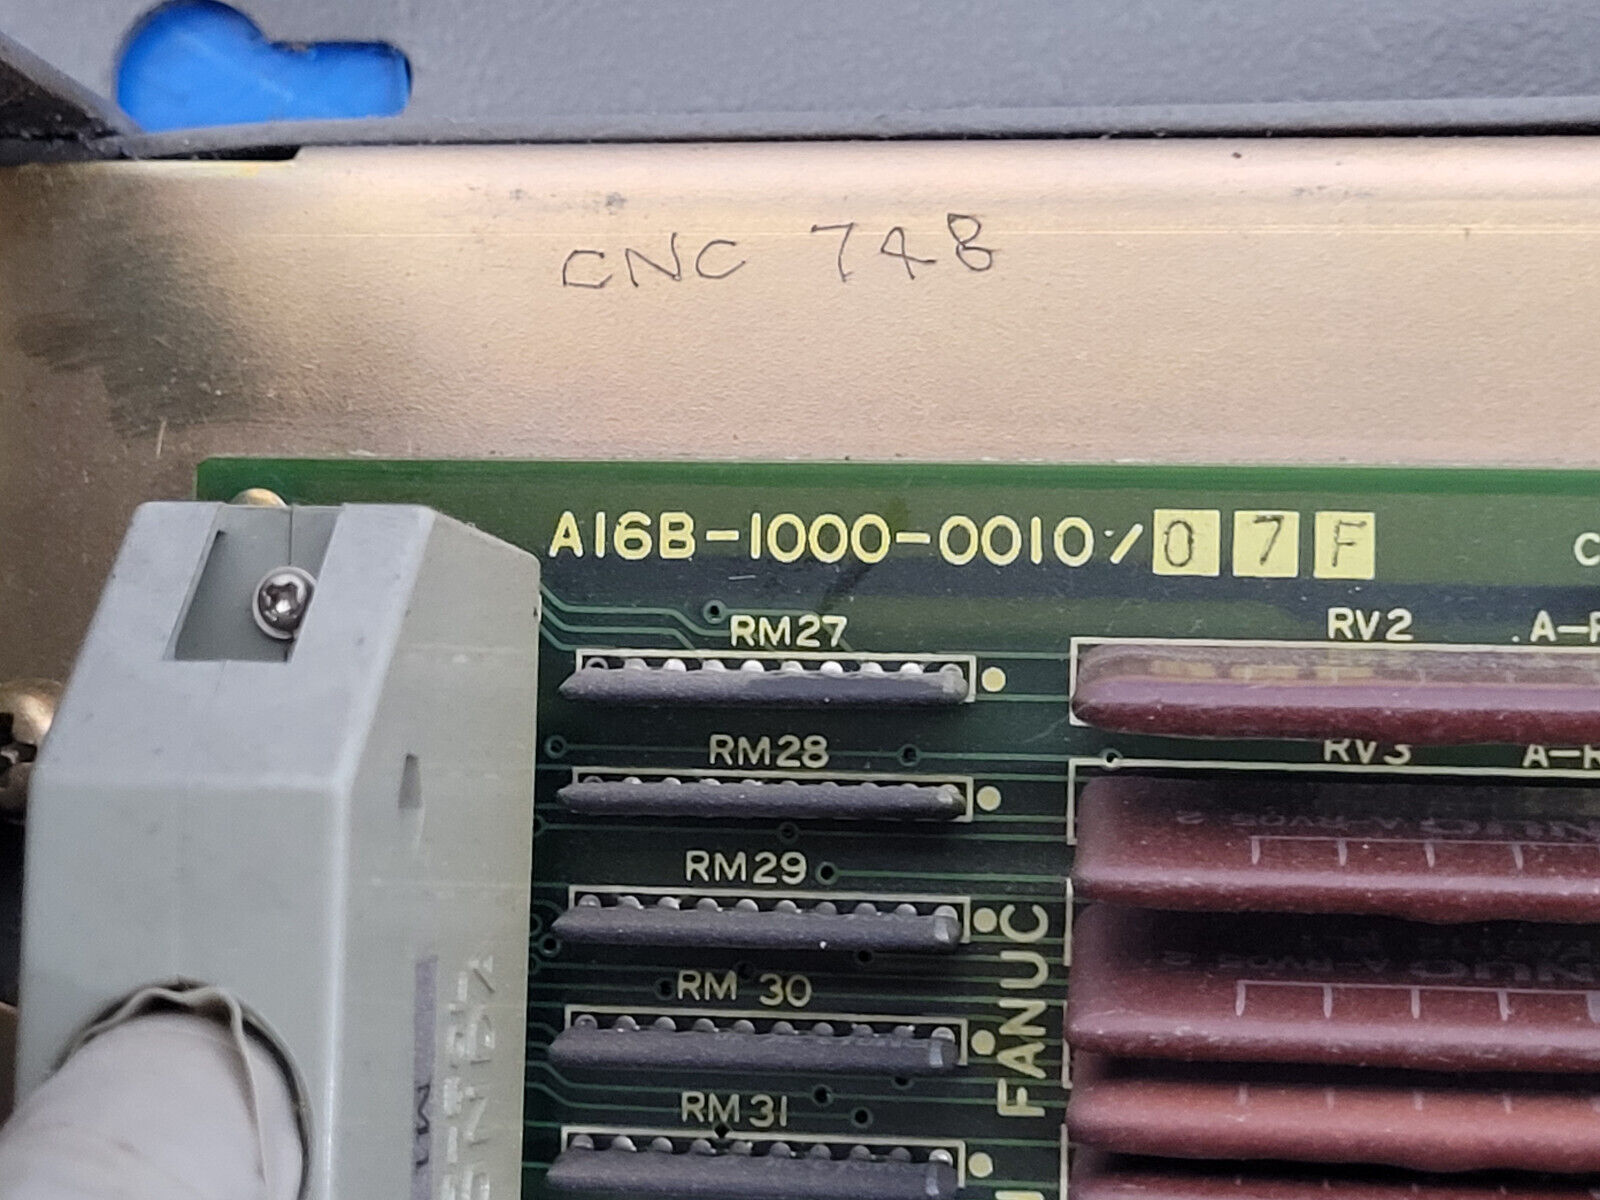 CNC 748
A16B-1000-0010/07F
RM27
RV2
A-R
RM28
RV3
A-R
RM29
RM 30
RM31
FANUC